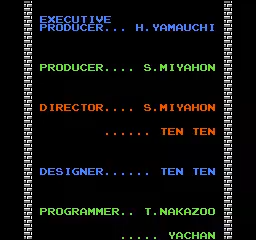 EXECUTIVE
PRODUCER... H.YAMAUCHI
PRODUCER.... S.MIYAHON
DIRECTOR.... S.MIYAHON
...... TEN TEN
DESIGNER...... TEN TEN
PROGRAMMER.. T.NAKAZOO
..... YACHAN